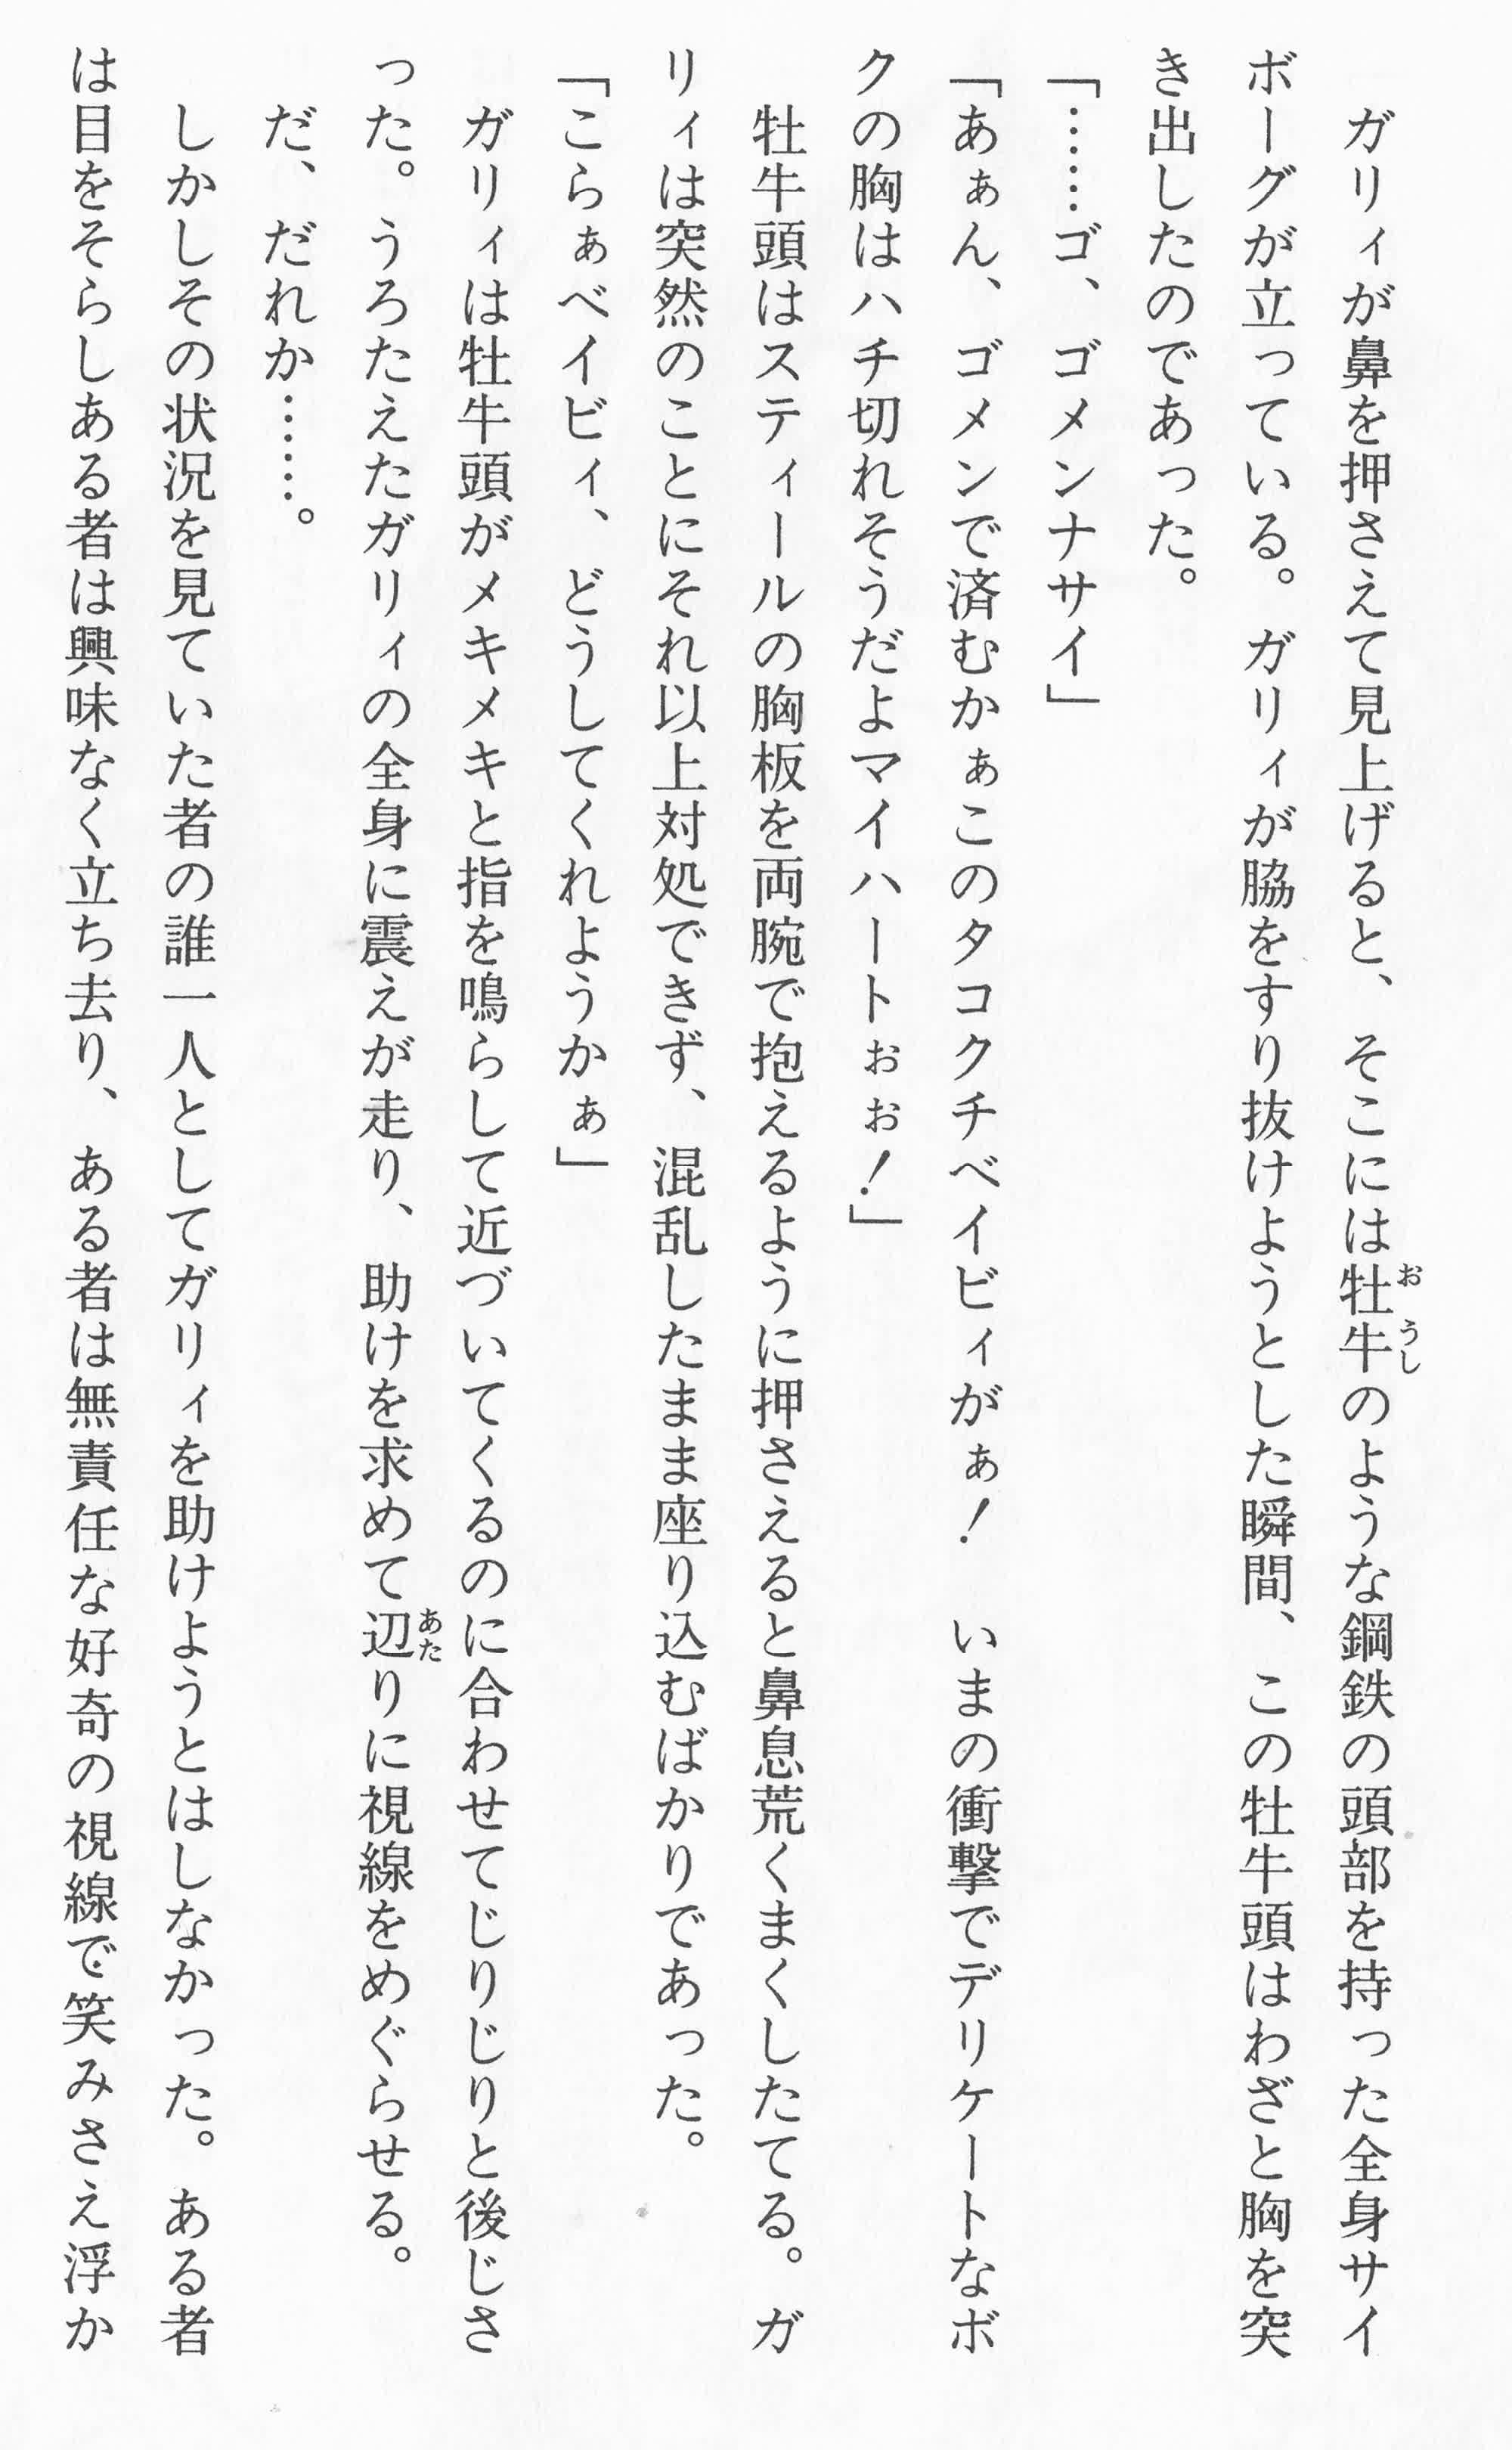 ガリィが鼻を押さえて見上げると、そこには牡牛のような鋼鉄の頭部を持った全身サイ
ボーグが立っている。ガリィが脇をすり抜けようとした瞬間、この牡牛頭はわざと胸を突
き出したのであった。
「……ゴ、ゴメンナサイ」
「あぁん、ゴメンで済むかぁこのタコクチベイビィがぁ！　いまの衝撃でデリケートなボ
クの胸はハチ切れそうだよマイハートぉぉ！」
　牡牛頭はスティールの胸板を両腕で抱えるように押さえると鼻息荒くまくしたてる。ガ
リィは突然のことにそれ以上対処できず、混乱したまま座り込むばかりであった。
「こらぁベイビィ、どうしてくれようかぁ」
　ガリィは牡牛頭がメキメキと指を鳴らして近づいてくるのに合わせてじりじりと後じさ
った。うろたえたガリィの全身に震えが走り、助けを求めて辺りに視線をめぐらせる。
　だ、だれか……。
　しかしその状況を見ていた者の誰一人としてガリィを助けようとはしなかった。ある者
は目をそらしある者は興味なく立ち去り、ある者は無責任な好奇の視線で笑みさえ浮か